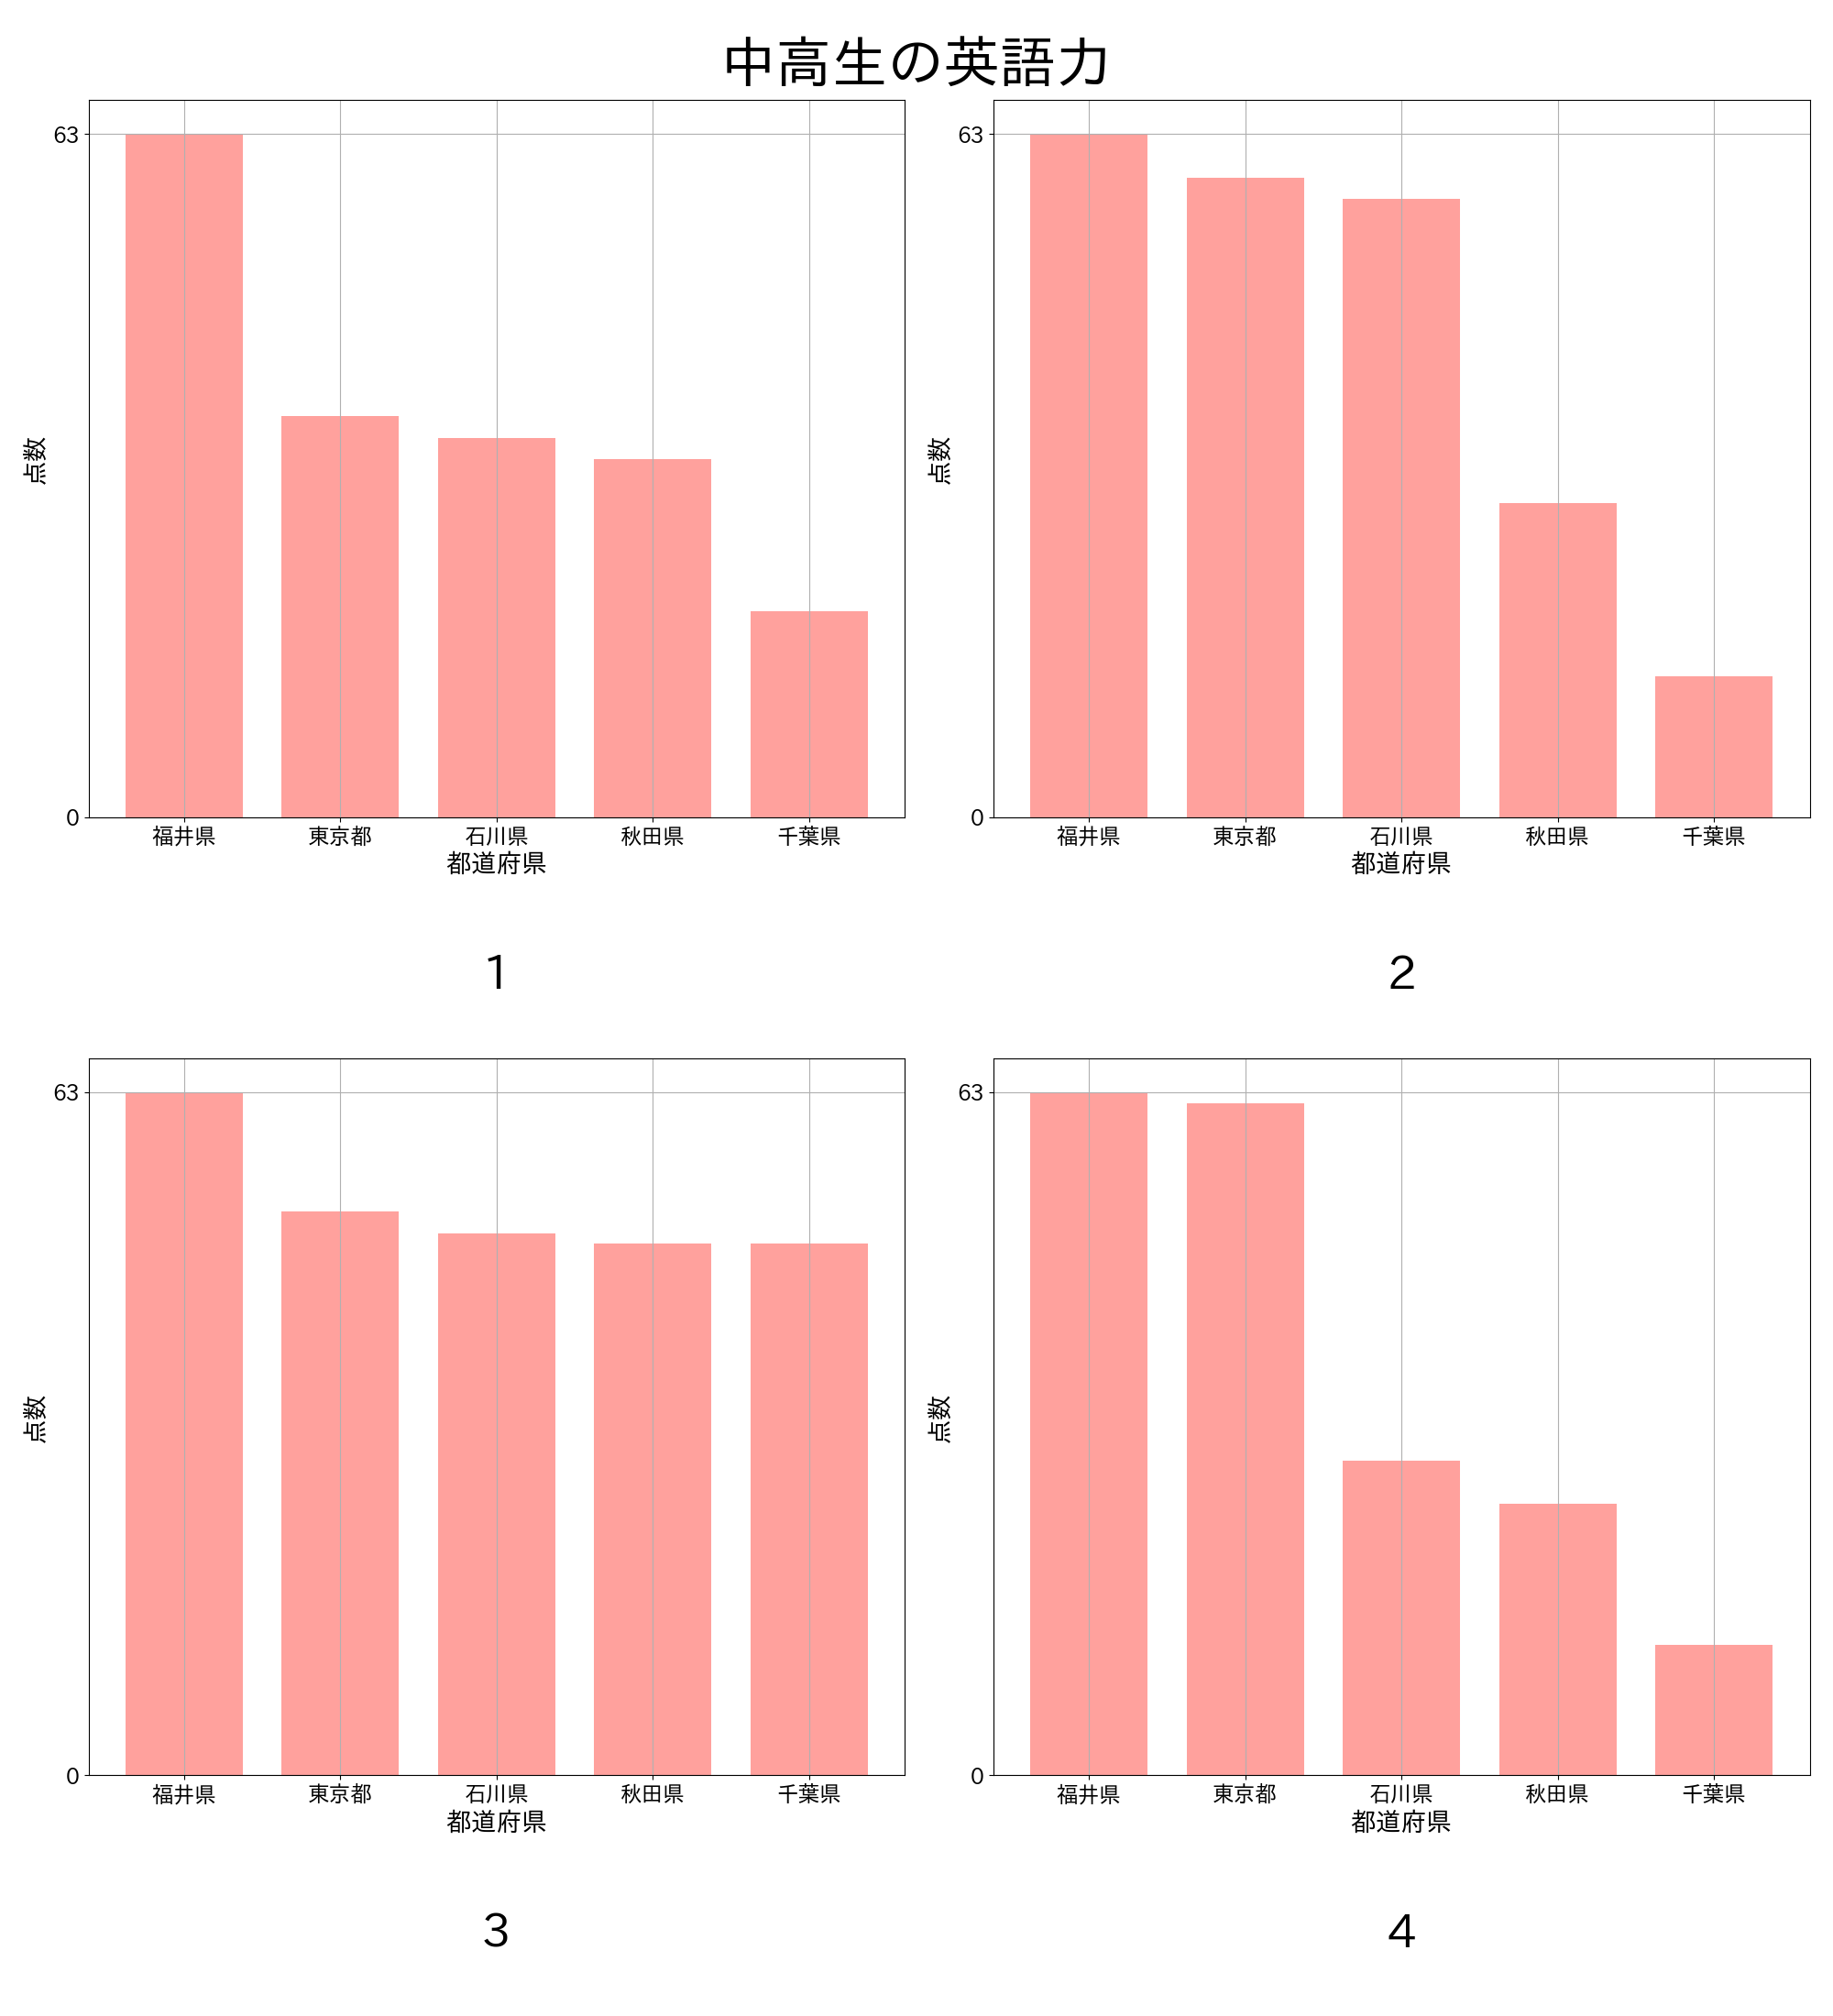 中高生の英語力
63
点数
0
福井県 東京都 石川県 秋田県 千葉県
都道府県
1
63
点数
0
福井県 東京都 石川県 秋田県 千葉県
都道府県
2
63
点数
0
福井県 東京都 石川県 秋田県 千葉県
都道府県
3
63
点数
0
福井県 東京都 石川県 秋田県 千葉県
都道府県
4